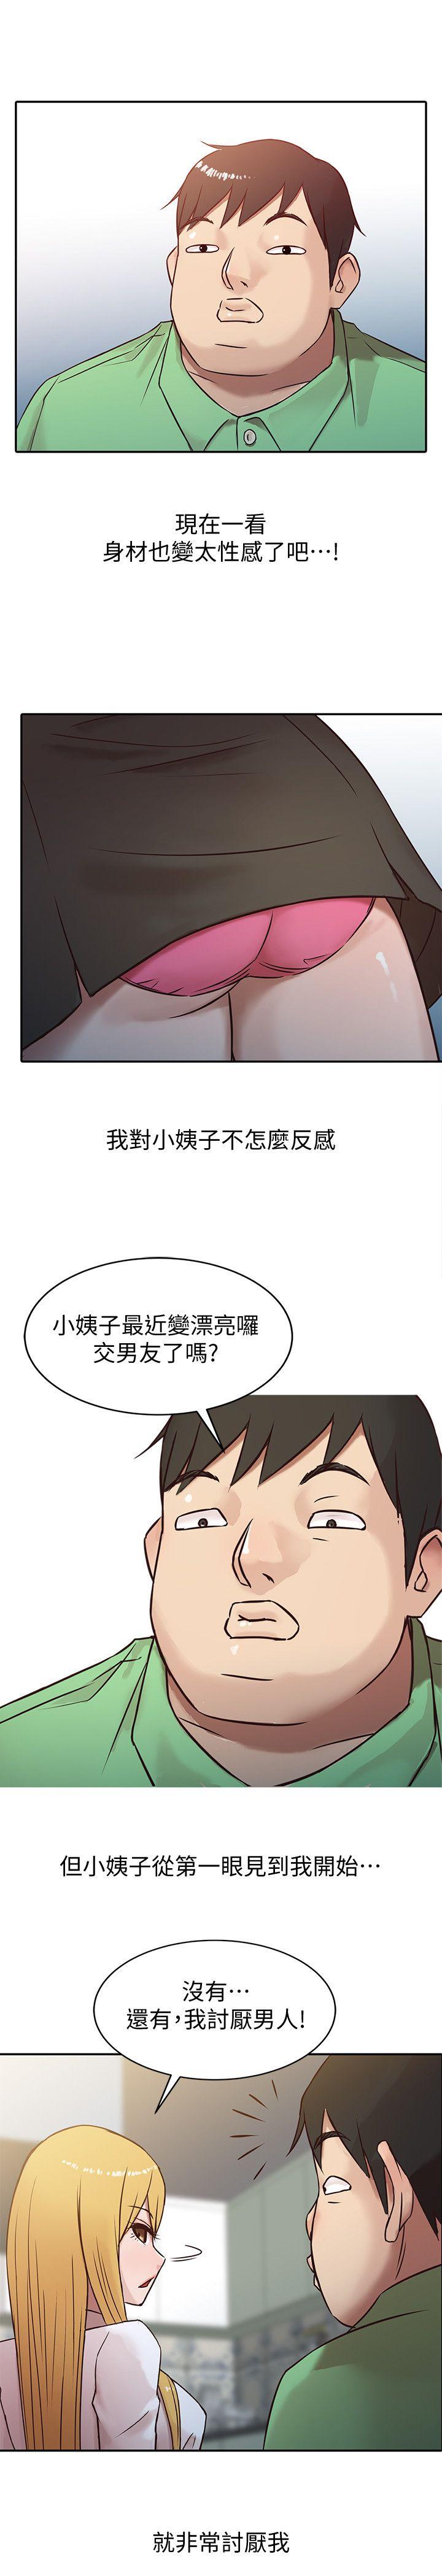 現在一看
身材也變太性感了吧⋯!
我對小姨子不怎麼反感
小姨子最近變漂亮囉
交男友了嗎?
但小姨子從第一眼見到我開始⋯
沒有⋯
還有,我討厭男人!
就非常討厭我